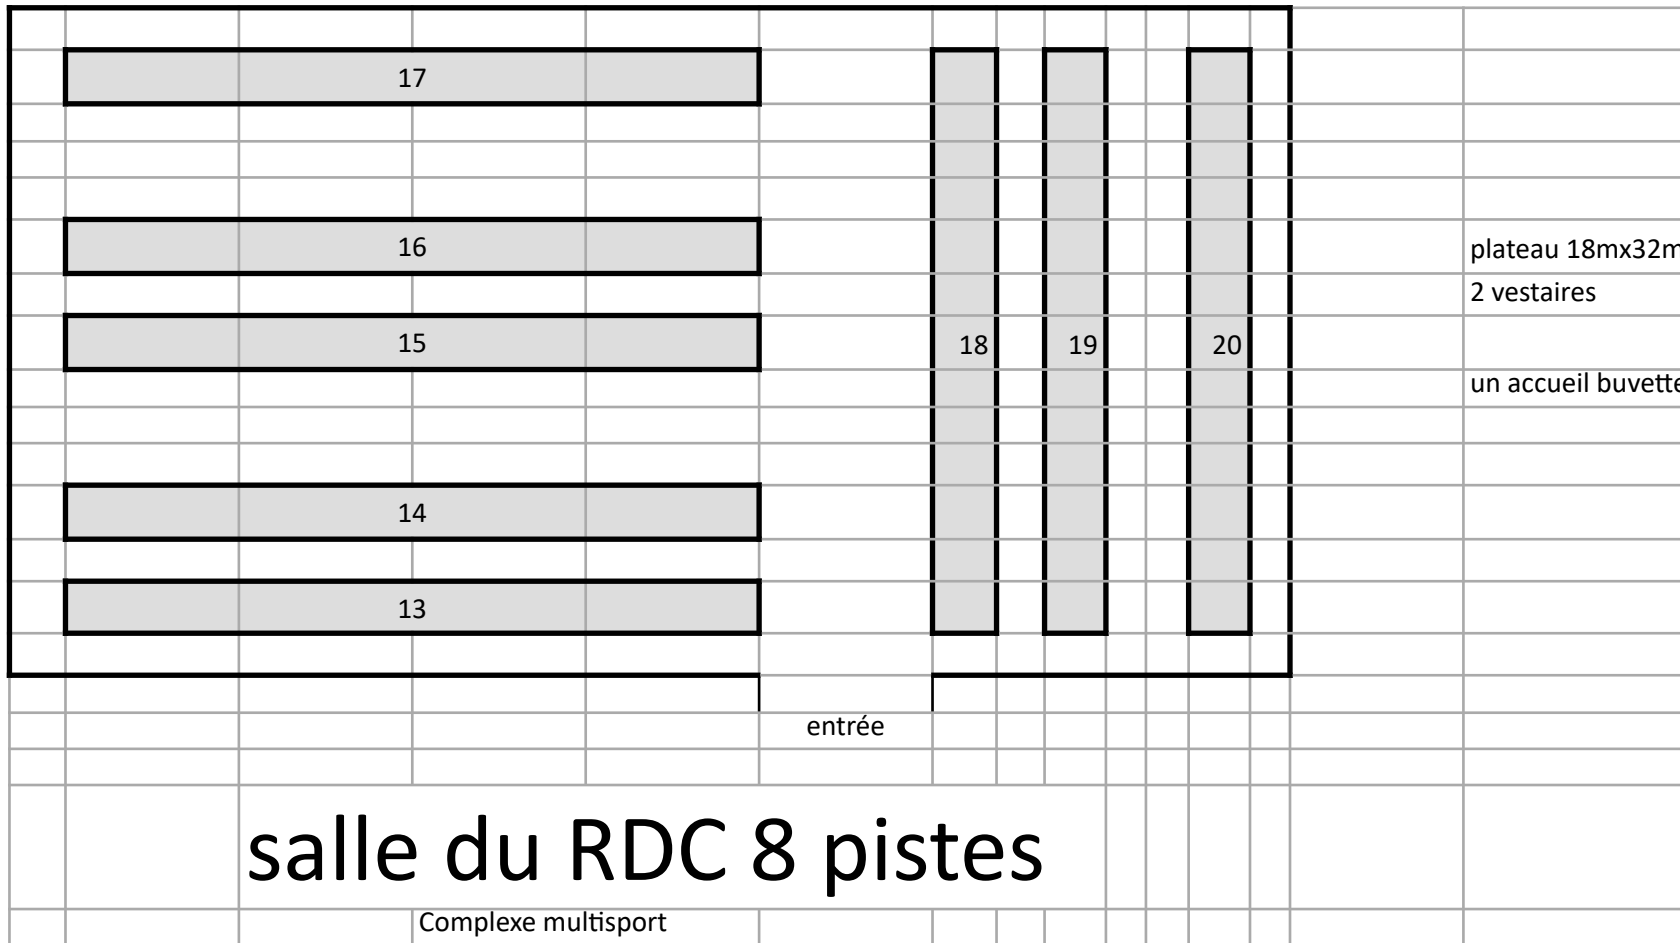 17
16
plateau 18mx32m
2 vestaires
15
18 19 20
un accueil buvette
14
13
entrée
salle du RDC 8 pistes
Complexe multisport